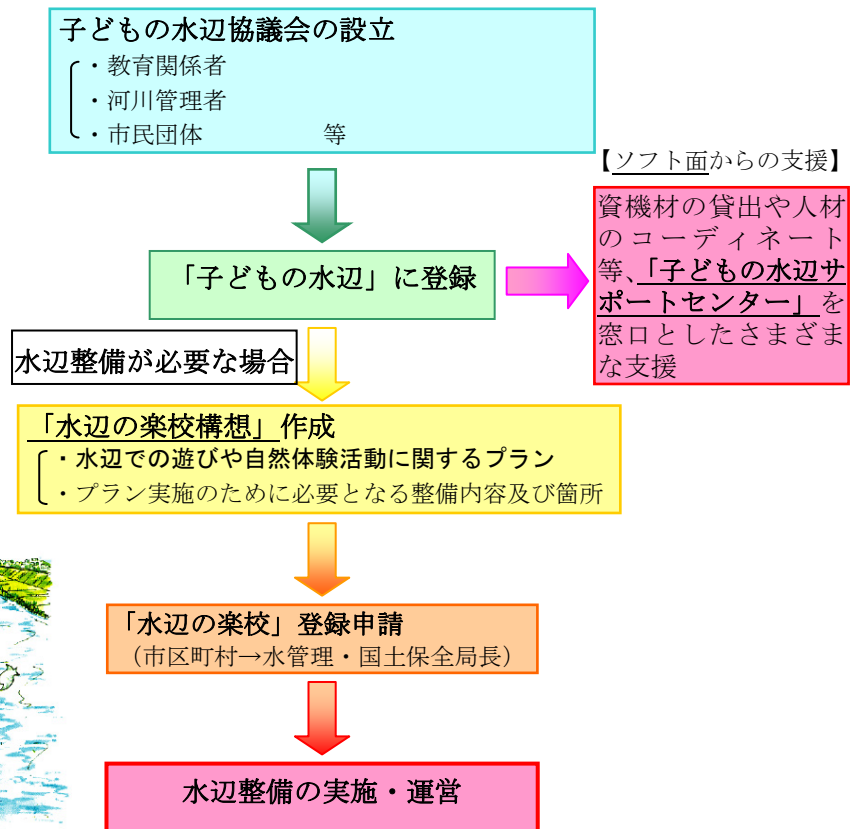 子どもの水辺協議会の設立
・教育関係者
・河川管理者
・市民団体　　　　　等
【ソフト面からの支援】
資機材の貸出や人材
のコーディネート
等、「子どもの水辺サ
ポートセンター」を
窓口としたさまざま
な支援
「子どもの水辺」に登録
水辺整備が必要な場合
「水辺の楽校構想」作成
・水辺での遊びや自然体験活動に関するプラン
・プラン実施のために必要となる整備内容及び箇所
「水辺の楽校」登録申請
（市区町村→水管理・国土保全局長）
水辺整備の実施・運営